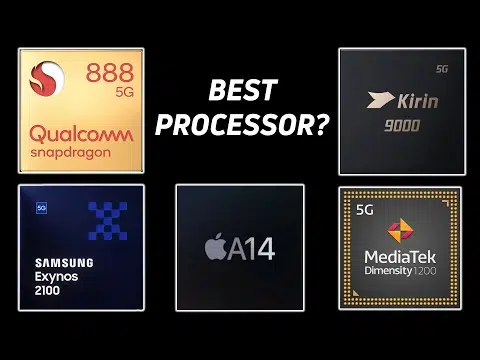 888
5G
Qualcomm
snapdragon
BEST
PROCESSOR?
5G
Kirin
9000
5G
SAMSUNG
Exynos
2100
A14
5G
MediaTek
Dimensity 1200